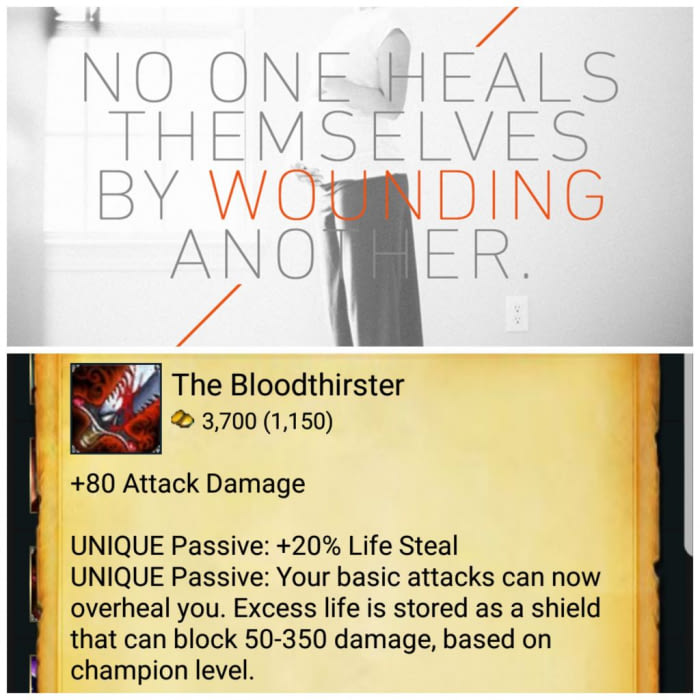 NO ONE HEALS
THEMSELVES
BY WOUNDING
ANOTHER.
The Bloodthirster
3,700 (1,150)
+80 Attack Damage
UNIQUE Passive: +20% Life Steal
UNIQUE Passive: Your basic attacks can now
overheal you. Excess life is stored as a shield
that can block 50-350 damage, based on
champion level.